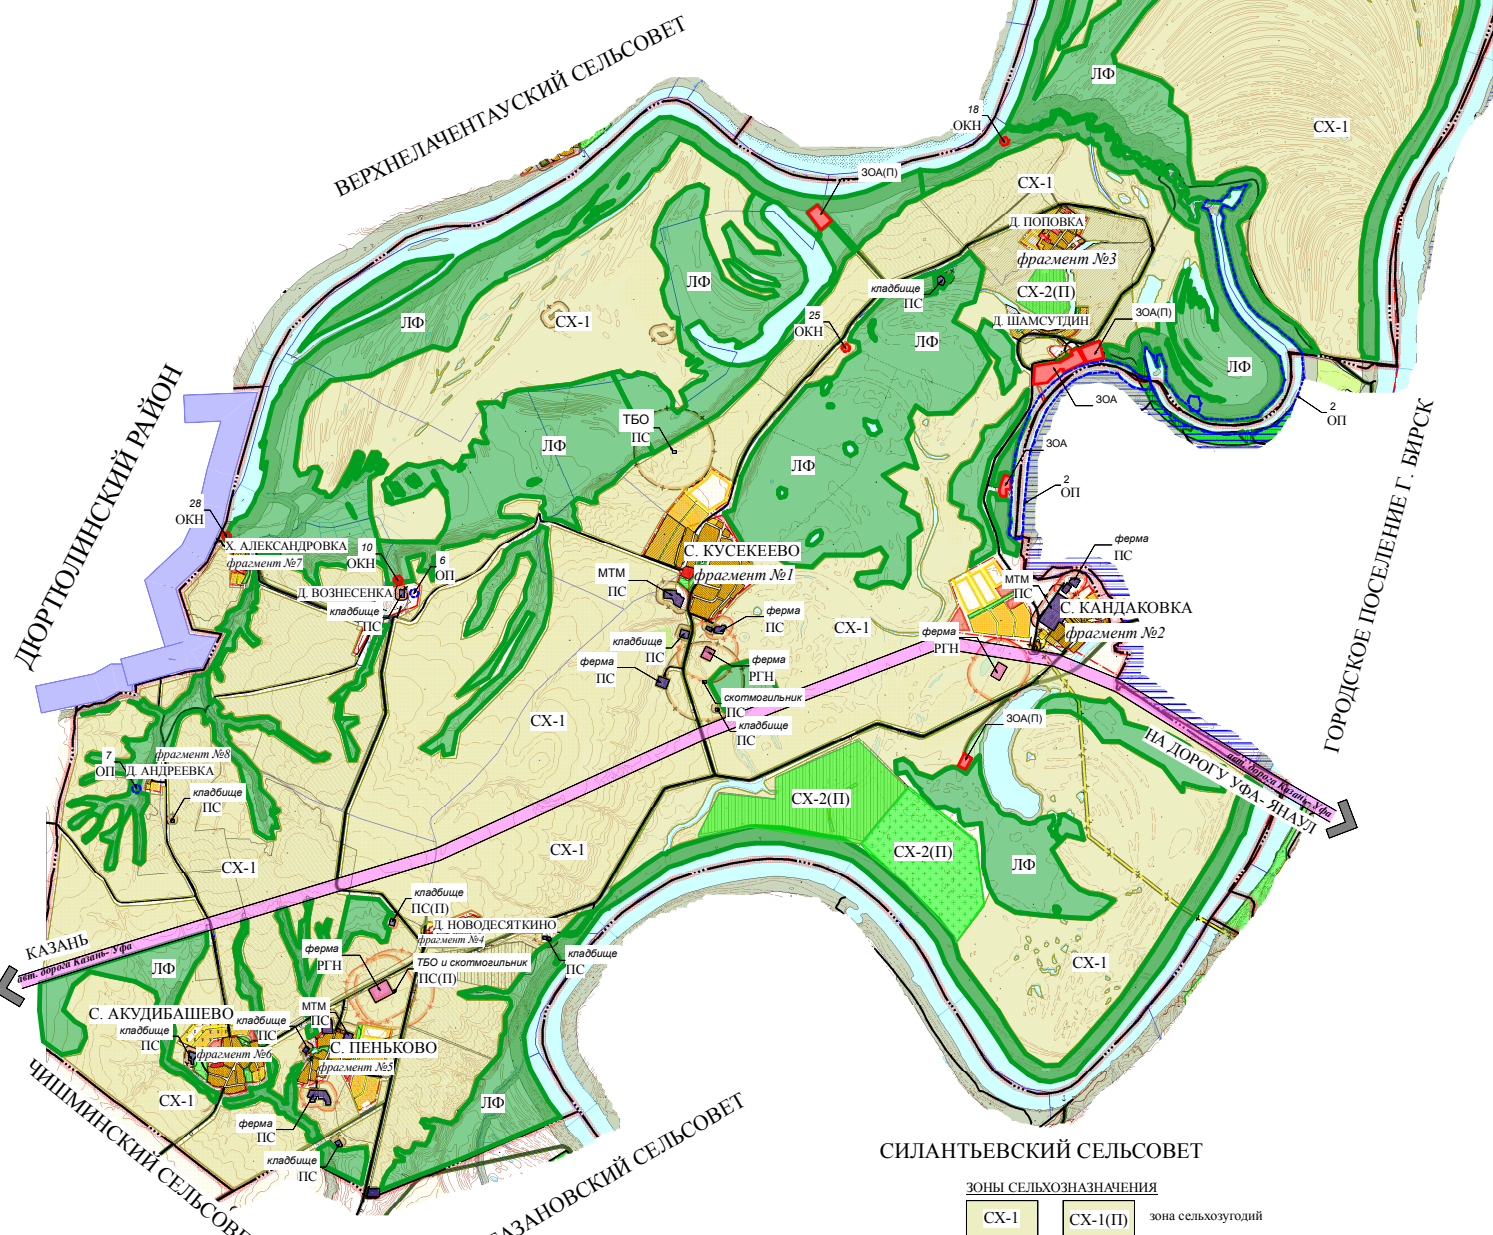 ВЕРХНЕЛАЧЕНТАУСКИЙ СЕЛЬСОВЕТ
ЛФ
18
ОКН
СХ-1
ЗОА(П)
СХ-1
Д. ПОПОВКА
фрагмент №3
ЛФ
кладбище
ПС
СХ-2(П)
ЗОА(П)
25
ОКН
Д. ШАМСУТДИН
ЛФ
СХ-1
ЛФ
ЛФ
ЗОА
2
ОП
ДЮРТЮЛИНСКИЙ РАЙОН
ТБО
ПС
ЛФ
ЛФ
ЗОА
2
ОП
ГОРОДСКОЕ ПОСЕЛЕНИЕ Г. БИРСК
28
ОКН
Х. АЛЕКСАНДРОВКА
фрагмент №7
10
ОКН
6
ОП
Д. ВОЗНЕСЕНКА
кладбище
ПС
С. КУСЕКЕЕВО
фрагмент №1
МТМ
ПС
ферма
ПС
МТМ
ПС
С. КАНДАКОВКА
фрагмент №2
ферма
ПС
СХ-1
кладбище
ПС
ферма
РГН
ферма
ПС
ферма
РГН
скотмогильник
ПС
кладбище
ПС
СХ-1
ЗОА(П)
НА ДОРОГУ УФА- ЯНАУЛ
авт. дорога Казань- Уфа
7
ОП
фрагмент №8
Д. АНДРЕЕВКА
кладбище
ПС
СХ-2(П)
СХ-2(П)
ЛФ
СХ-1
СХ-1
кладбище
ПС(П)
Д. НОВОДЕСЯТКИНО
фрагмент №4
КАЗАНЬ
авт. дорога Казань- Уфа
ферма
РГН
ТБО и скотмогильник
ПС(П)
кладбище
ПС
СХ-1
ЛФ
С. АКУДИБАШЕВО
кладбище
ПС
кладбище
ПС
МТМ
ПС
С. ПЕНЬКОВО
фрагмент №6
фрагмент №5
СХ-1
ферма
ПС
ЛФ
кладбище
ПС
СИЛАНТЬЕВСКИЙ СЕЛЬСОВЕТ
ЗОНЫ СЕЛЬХОЗНАЗНАЧЕНИЯ
СХ-1
СХ-1(П)
зона сельхозугодий